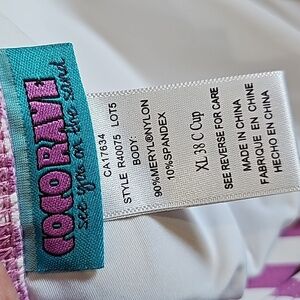 COCORAVE
see you on the sand
CA17634 LOT5
STYLE R40075
BODY:
90%MERYL®NYLON
10%SPANDEX
XL 38 C Cup
SEE REVERSE FOR CARE
MADE IN CHINA
FABRIQUE EN CHINE
HECHO EN CHINA